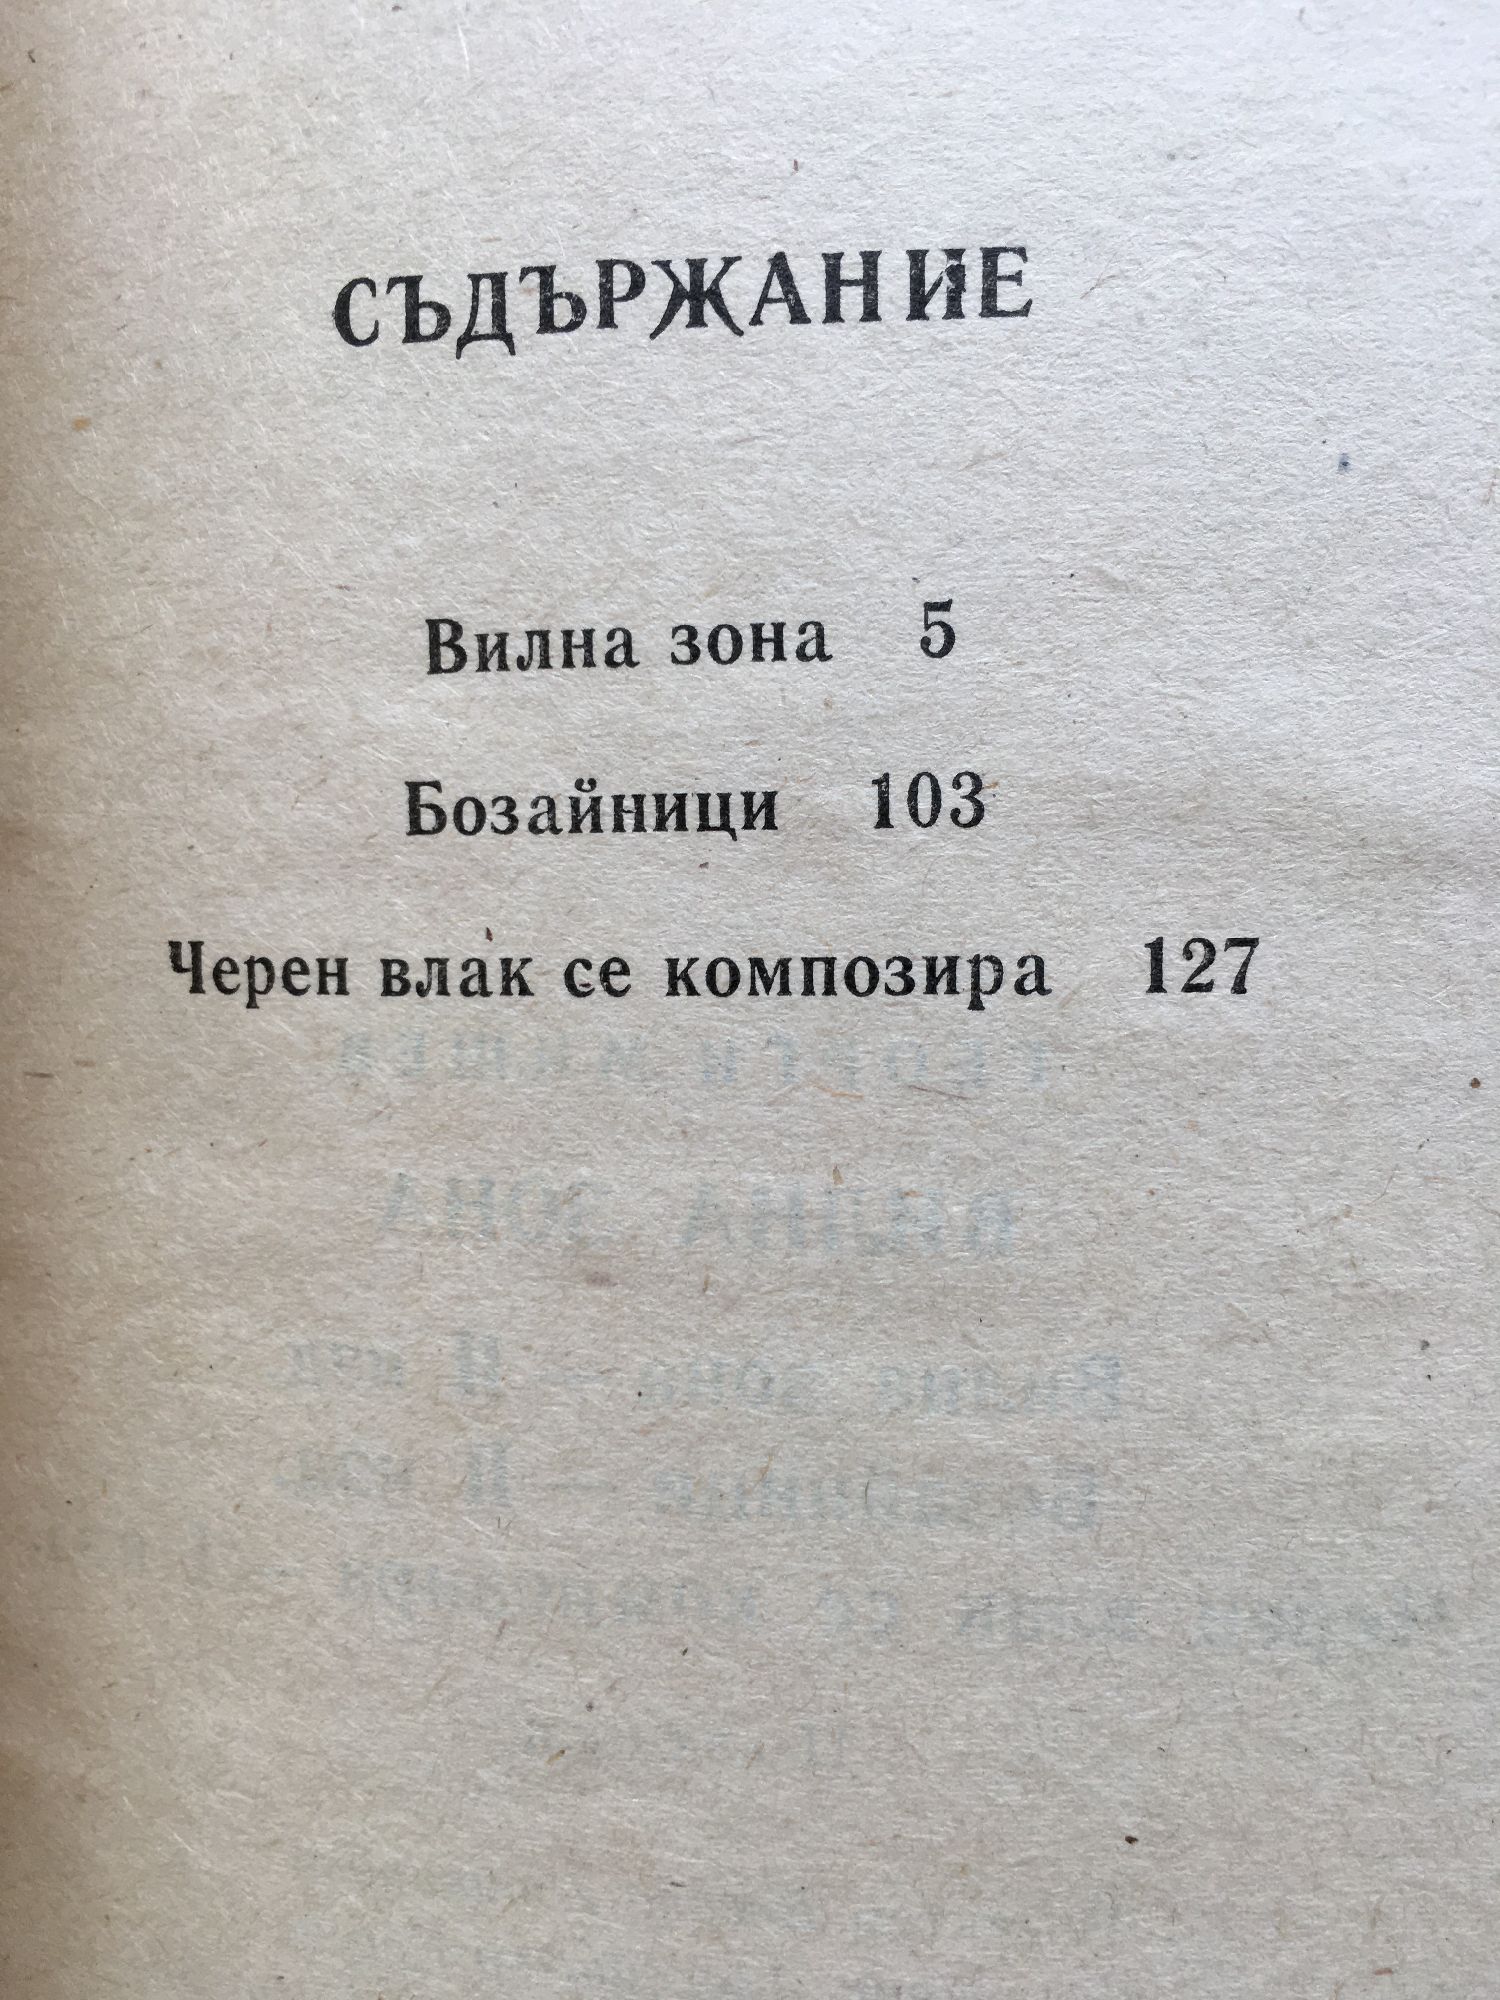 СЪДЪРЖАНИЕ
Вилна зона 5
Бозайници 103
Черен влак се композира 127